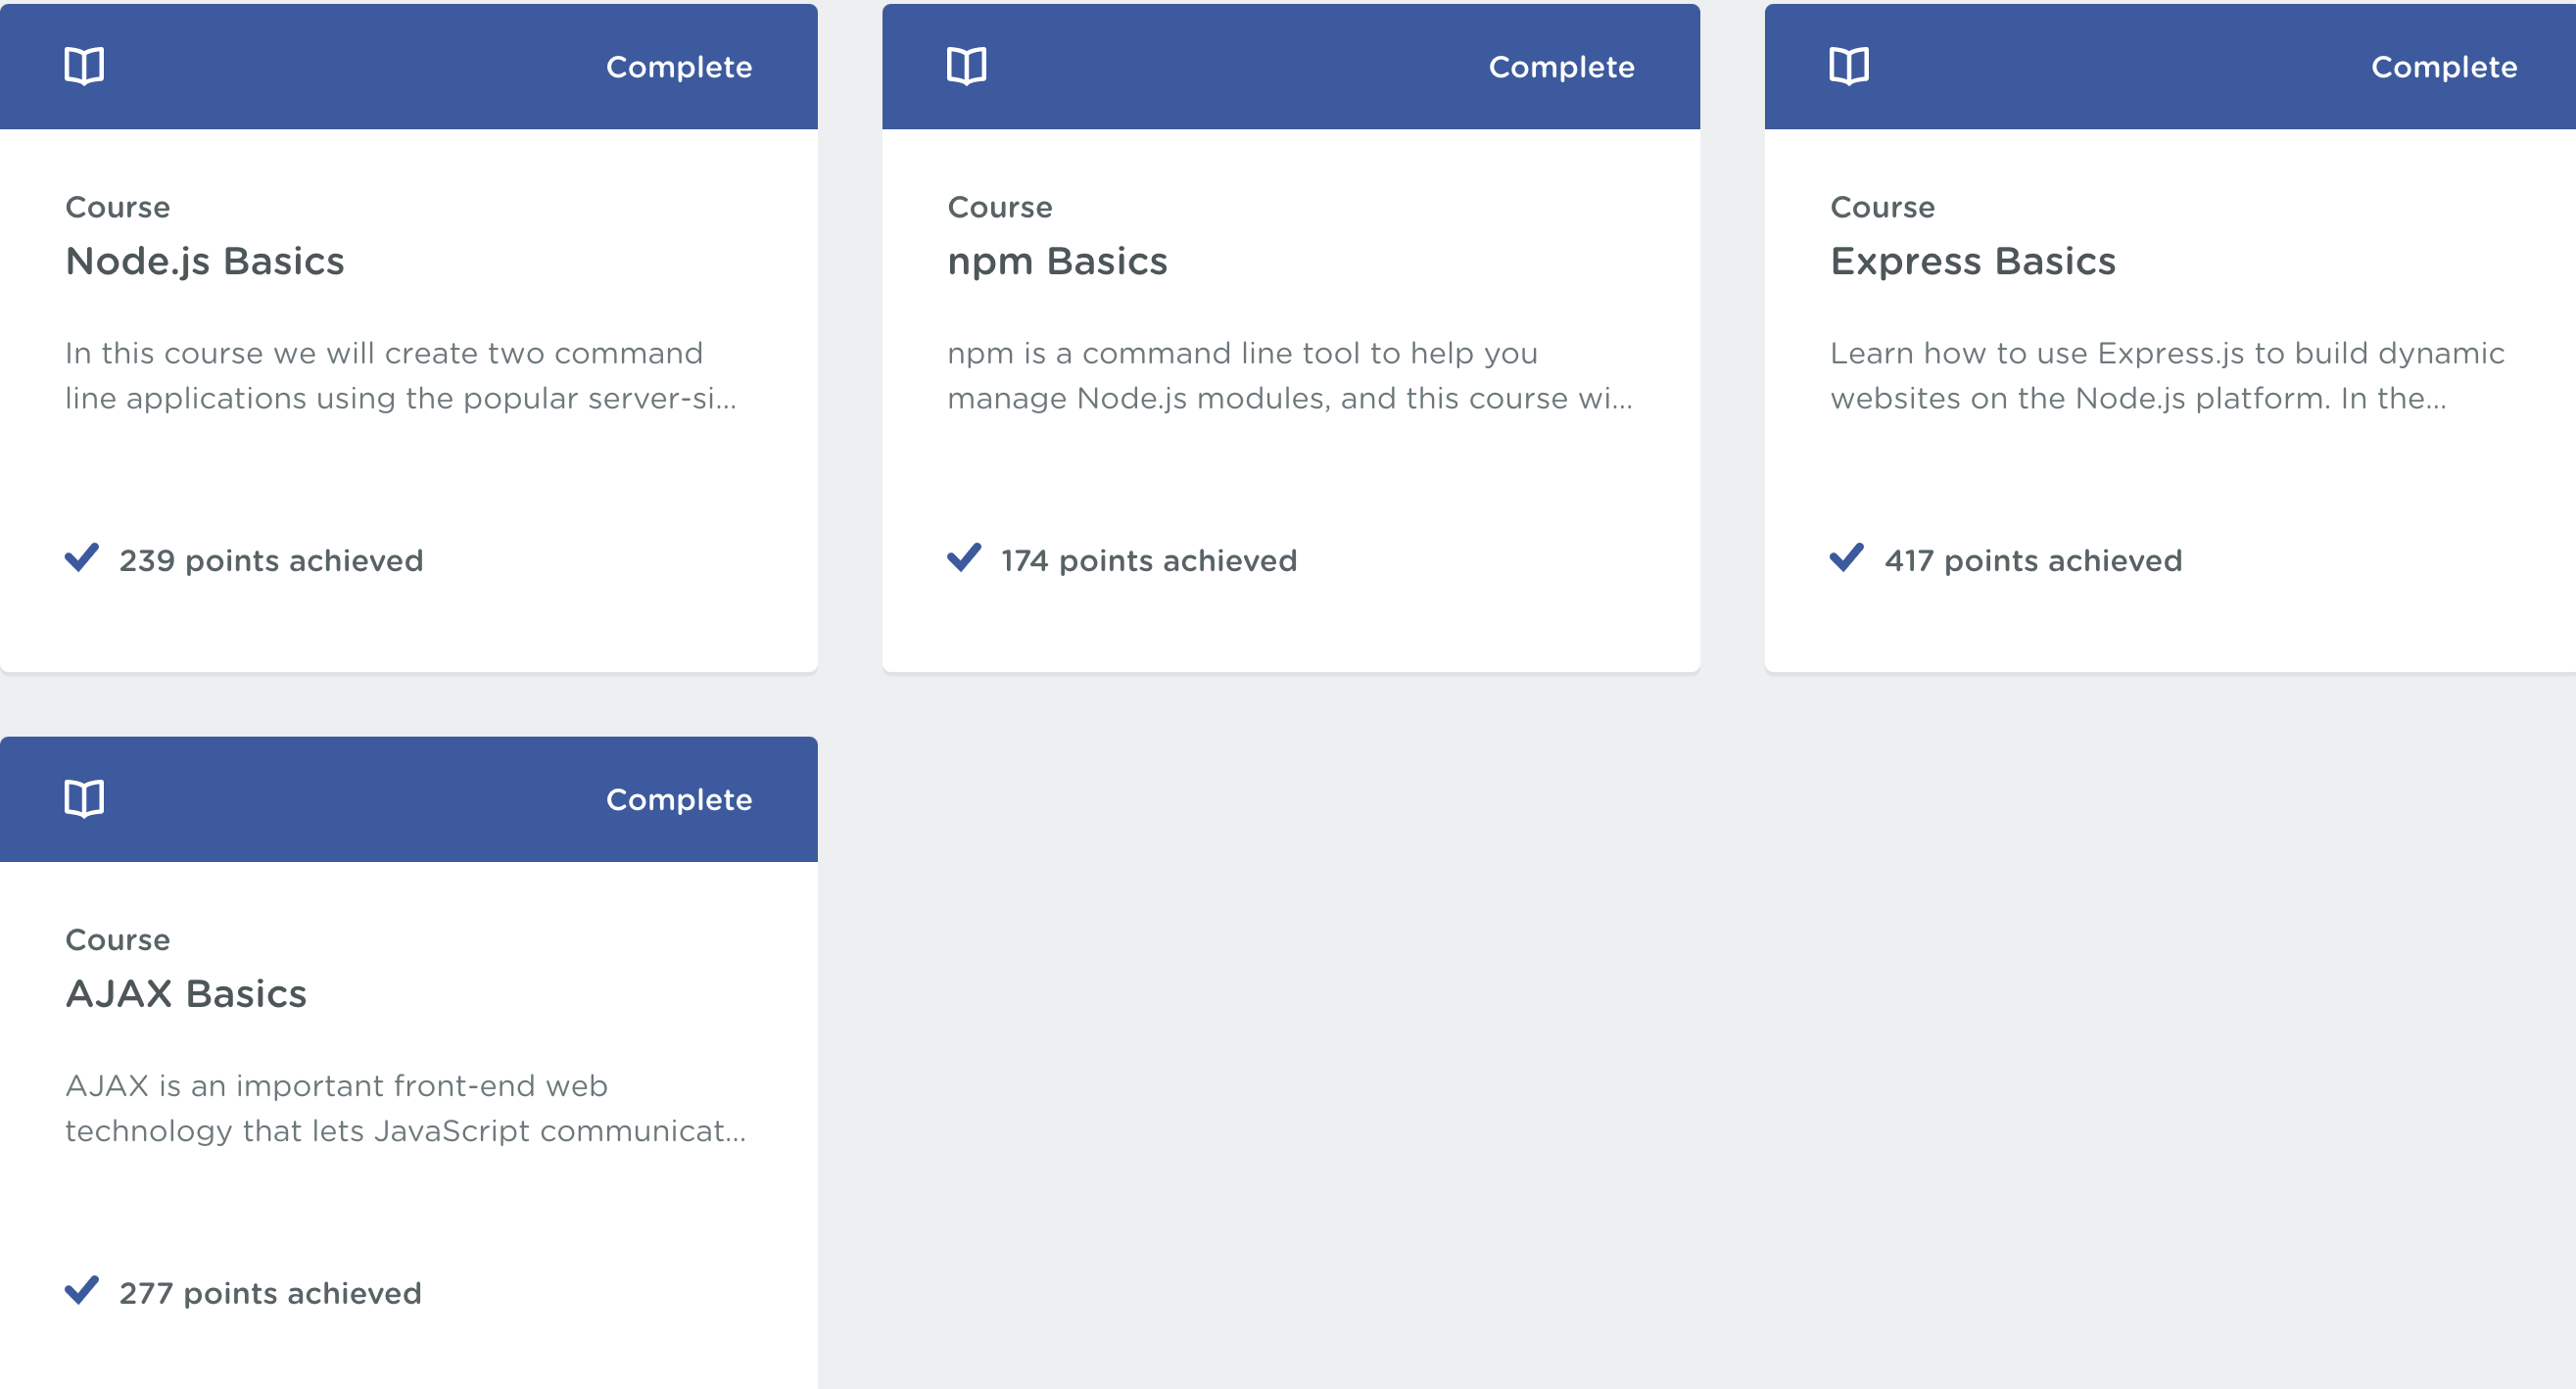 Complete
Course
Node.js Basics
In this course we will create two command
line applications using the popular server-si...
239 points achieved
Complete
Course
npm Basics
npm is a command line tool to help you
manage Node.js modules, and this course wi...
174 points achieved
Complete
Course
Express Basics
Learn how to use Express.js to build dynamic
websites on the Node.js platform. In the...
417 points achieved
Complete
Course
AJAX Basics
AJAX is an important front-end web
technology that lets JavaScript communicat...
277 points achieved